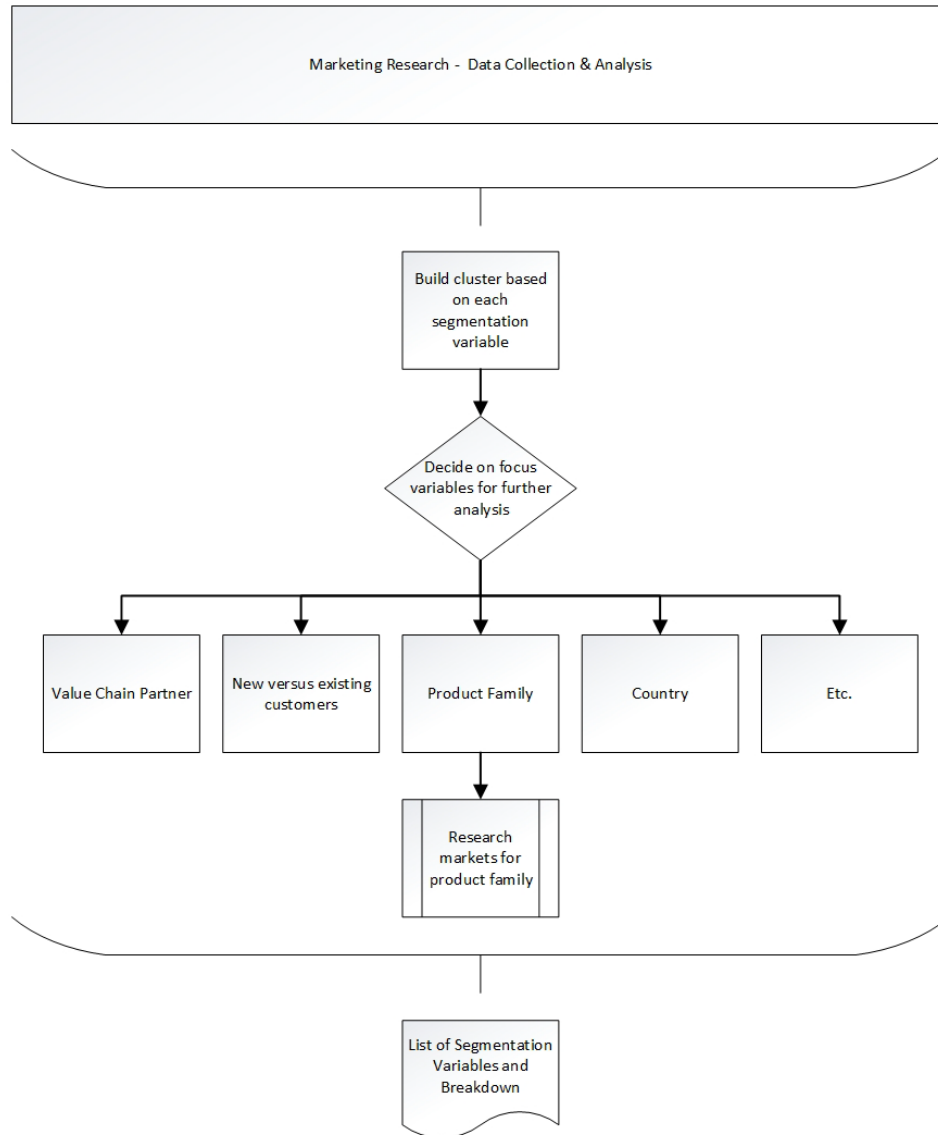 Marketing Research - Data Collection & Analysis
Build cluster based
on each
segmentation
variable
Decide on focus
variables for further
analysis
Value Chain Partner
New versus existing
customers
Product Family
Country
Etc.
Research
markets for
product family
List of Segmentation
Variables and
Breakdown